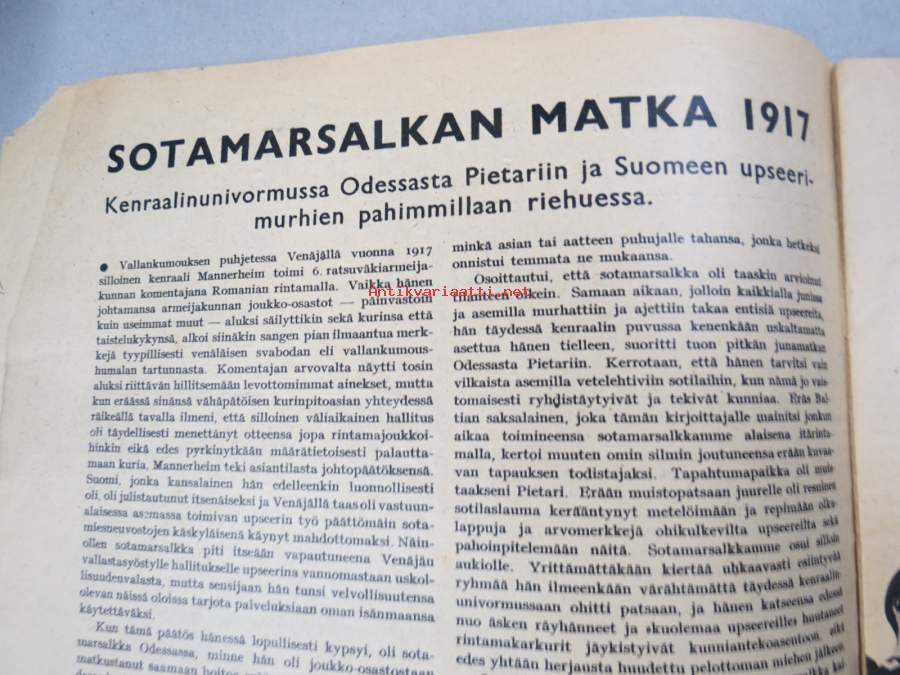 SOTAMARSALKAN MATKA 1917
Kenraalinunivormussa Odessasta Pietariin ja Suomeen upseeri-
murhien pahimmillaan riehuessa.
● Vallankumouksen puhjetessa Venäjällä vuonna 1917
silloinen kenraali Mannerheim toimi 6. ratsuväkiarmeija-
kunnan komentajana Romanian rintamalla. Vaikka hänen
johtamansa armeijakunnan joukko-osastot — päinvastoin
kuin useimmat muut — aluksi säilyttikin sekä kurinsa että
taistelukykynsä, alkoi siinäkin sangen pian ilmaantua merk-
kejä tyypillisesti venäläisen svabodan eli vallankumous-
humalan tartunnasta. Komentajan arvovalta näytti tosin
aluksi riittävän hillitsemään levottomimmat ainekset, mutta
kun eräässä sinänsä vähäpätöisen kurinpitoasian yhteydessä
räikeällä tavalla ilmeni, että silloinen väliaikainen hallitus
oli täydellisesti menettänyt otteensa jopa rintamajoukkoi-
hinkin eikä edes pyrkinytkään määrätietoisesti palautta-
maan kuria, Mannerheim teki asiantilasta johtopäätöksensä.
Suomi, jonka kansalainen hän edelleenkin luonnollisesti
oli, oli julistautunut itsenäiseksi ja Venäjällä taas oli vastuun-
alaisessa asemassa toimivan upseerin työ päättömäin sota-
miesneuvostojen käskyläisenä käynyt mahdottomaksi. Näin-
ollen sotamarsalkka piti itseään vapautuneena Venäjän
vallastasyöstylle hallitukselle upseerina vannomastaan uskol-
lisuudenvalasta, mutta sensijaan hän tunsi velvollisuutensa
olevan näissä oloissa tarjota palveluksiaan oman isänmaansa
käytettäväksi.
Kun tämä päätös hänessä lopullisesti kypsyi, oli sota-
marsalkka Odessassa, minne hän oli joukko-osastostaan
matkustanut saamaan hoitoa
minkä asian tai aatteen puhujalle tahansa, jonka hetkeksi
onnistui temmata ne mukaansa.
Osoittautui, että sotamarsalkka oli taaskin arvioinut
tilanteen oikein. Samaan aikaan, jolloin kaikkialla junissa
ja asemilla murhattiin ja ajettiin takaa entisiä upseereita,
hän täydessä kenraalin puvussa kenenkään uskaltamatta
asettua hänen tielleen, suoritti tuon pitkän junamatkan
Odessasta Pietariin. Kerrotaan, että hänen tarvitsi vain
vilkaista asemilla vetelehtiviin sotilaihin, kun nämä jo vais-
tomaisesti ryhdistäytyivät ja tekivät kunniaa. Eräs Bal-
tian saksalainen, joka tämän kirjoittajalle mainitsi jonkun
aikaa toimineensa sotamarsalkkamme alaisena itärinta-
malla, kertoi muuten omin silmin joutuneensa erään kuvaa-
van tapauksen todistajaksi. Tapahtumapaikka oli muis-
taakseni Pietari. Erään muistopatsaan juurelle oli resuinen
sotilaslauma kerääntynyt metelöimään ja repimään olka-
lappuja ja arvomerkkejä ohikulkevilta upseereilta sekä
pahoinpitelemään näitä. Sotamarsalkkamme osui silloin
aukiolle. Yrittämättäkään kiertää uhkaavasti esiintyvää
ryhmää hän ilmeenkään värähtämättä täydessä kenraalin
univormussaan ohitti patsaan, ja hänen katseensa edessä
nuo äsken räyhänneet ja kuolemaa upseereille huutaneet
rintamakarkurit jäykistyivät kunniantekoasentoon, eikä
edes yhtään herjausta huudettu pelottoman miehen jälkeen.
Antikvariaatti.net